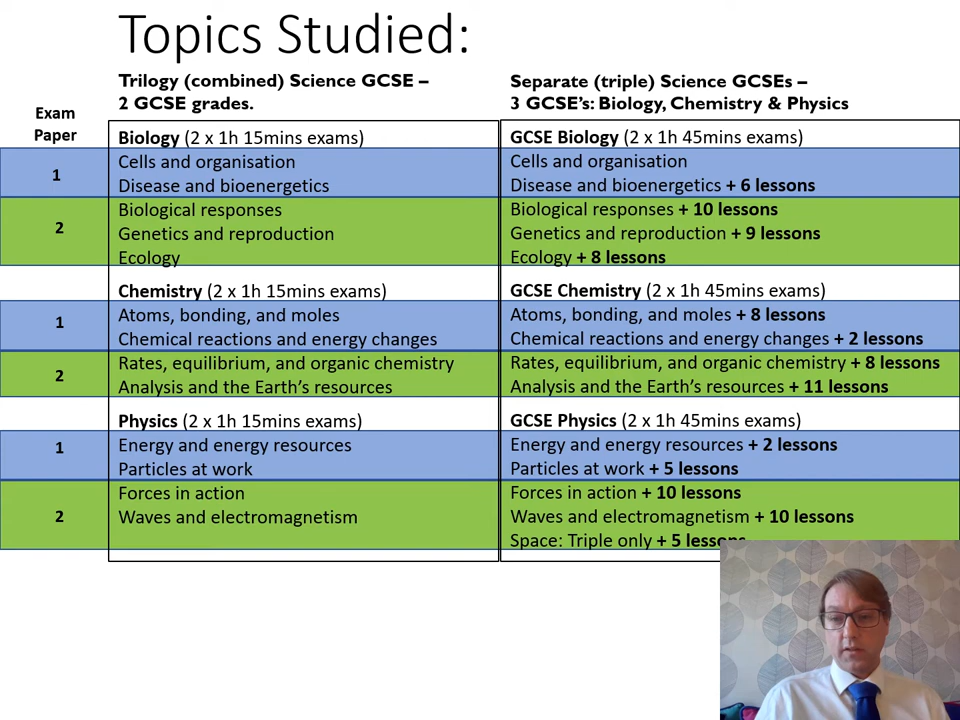 Topics Studied:
Trilogy (combined) Science GCSE –
2 GCSE grades.
Separate (triple) Science GCSEs –
3 GCSE's: Biology, Chemistry & Physics
Exam
Paper
Biology (2 x 1h 15mins exams)
GCSE Biology (2 x 1h 45mins exams)
1
Cells and organisation
Disease and bioenergetics
Cells and organisation
Disease and bioenergetics + 6 lessons
2
Biological responses
Genetics and reproduction
Ecology
Biological responses + 10 lessons
Genetics and reproduction + 9 lessons
Ecology + 8 lessons
Chemistry (2 x 1h 15mins exams)
GCSE Chemistry (2 x 1h 45mins exams)
1
Atoms, bonding, and moles
Chemical reactions and energy changes
Atoms, bonding, and moles + 8 lessons
Chemical reactions and energy changes + 2 lessons
2
Rates, equilibrium, and organic chemistry
Analysis and the Earth's resources
Rates, equilibrium, and organic chemistry + 8 lessons
Analysis and the Earth's resources + 11 lessons
Physics (2 x 1h 15mins exams)
GCSE Physics (2 x 1h 45mins exams)
1
Energy and energy resources
Particles at work
Energy and energy resources + 2 lessons
Particles at work + 5 lessons
2
Forces in action
Waves and electromagnetism
Forces in action + 10 lessons
Waves and electromagnetism + 10 lessons
Space: Triple only + 5 lessons